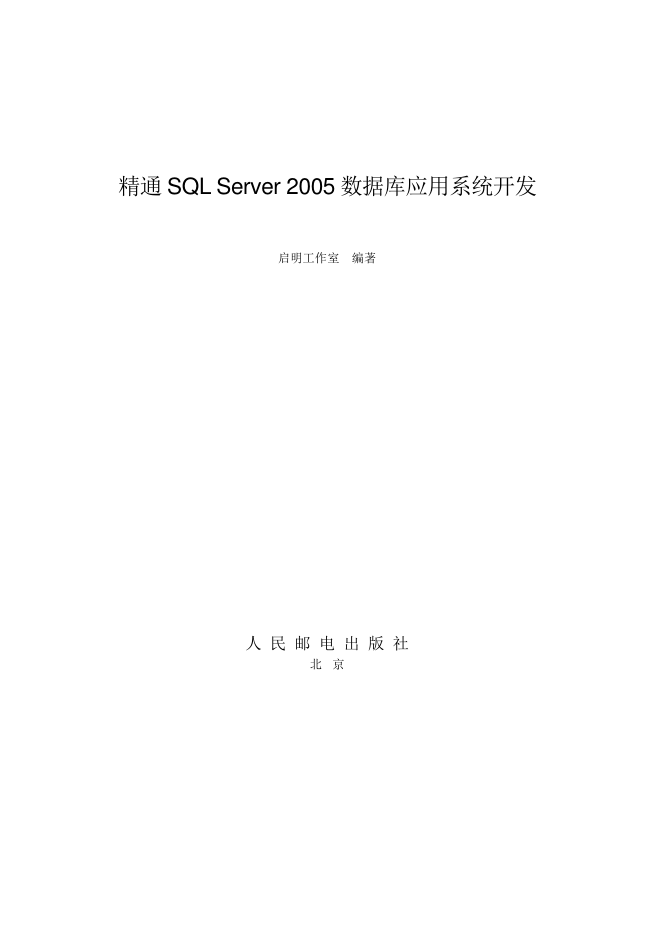 精通 SQL Server 2005 数据库应用系统开发
启明工作室　编著
人 民 邮 电 出 版 社
北　京